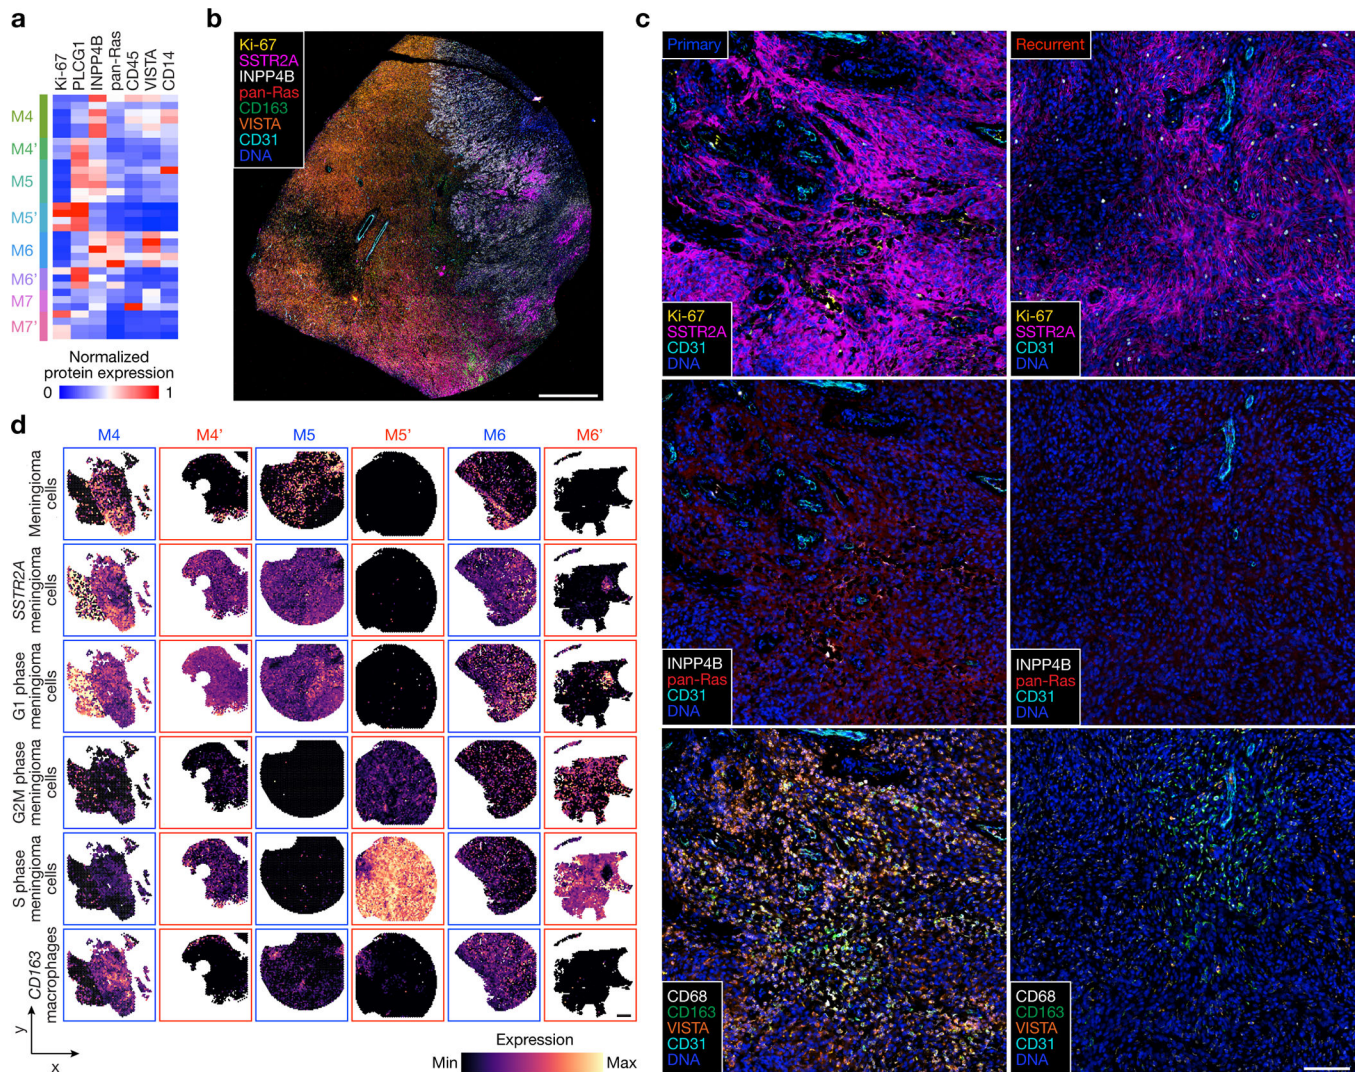 a
Ki-67
PLCG1
INPP4B
pan-Ras
CD45
VISTA
CD14
M4
M4'
M5
M5'
M6
M6'
M7
M7'
Normalized
protein expression
0
1
b
Ki-67
SSTR2A
INPP4B
pan-Ras
CD163
VISTA
CD31
DNA
c
Primary
Ki-67
SSTR2A
CD31
DNA
Recurrent
Ki-67
SSTR2A
CD31
DNA
INPP4B
pan-Ras
CD31
DNA
INPP4B
pan-Ras
CD31
DNA
CD68
CD163
VISTA
CD31
DNA
CD68
CD163
VISTA
CD31
DNA
d
M4
M4'
M5
M5'
M6
M6'
Meningioma
cells
SSTR2A
meningioma
cells
G1 phase
meningioma
cells
G2M phase
meningioma
cells
S phase
meningioma
cells
CD163
macrophages
y
x
Expression
Min
Max